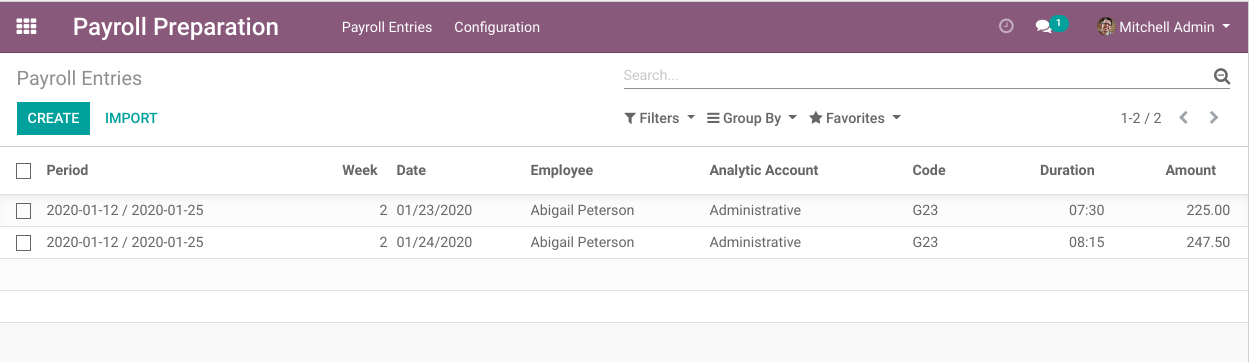 Payroll Preparation Payroll Entries Configuration 1 Mitchell Admin
Payroll Entries Search...
CREATE IMPORT Filters Group By Favorites 1-2 / 2
Period Week Date Employee Analytic Account Code Duration Amount
2020-01-12 / 2020-01-25 2 01/23/2020 Abigail Peterson Administrative G23 07:30 225.00
2020-01-12 / 2020-01-25 2 01/24/2020 Abigail Peterson Administrative G23 08:15 247.50